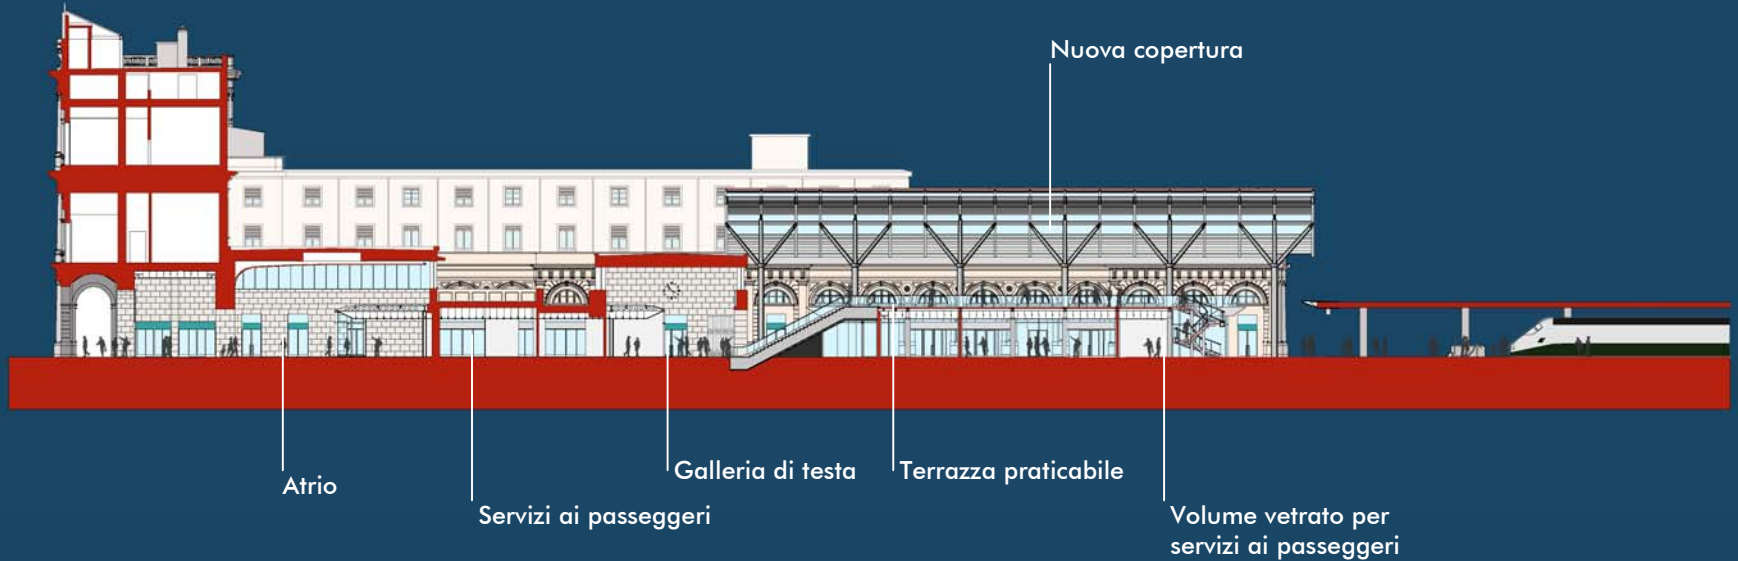 Nuova copertura
Galleria di testa
Terrazza praticabile
Atrio
Servizi ai passeggeri
Volume vetrato per
servizi ai passeggeri